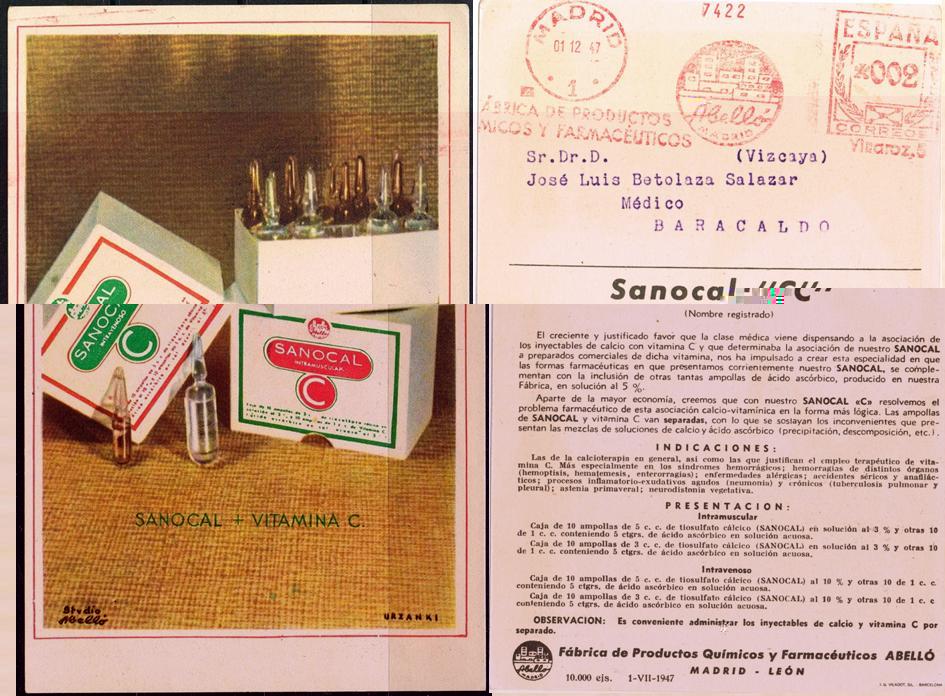 SANOCAL
INTRAVENOSO
C
SANOCAL
INTRAMUSCULAR
C
SANOCAL + VITAMINA C.
Studio
Abelló
URZANKI
7422
MADRID
01 12 47
1
ESPAÑA
002
CORREOS
FÁBRICA DE PRODUCTOS
MICOS Y FARMACÉUTICOS
Abelló
MADRID
Vicaroz, 5
Sr.Dr.D. (Vizcaya)
José Luis Betolaza Salazar
Médico
BARACALDO
Sanocal-"C"
(Nombre registrado)
El creciente y justificado favor que la clase médica viene dispensando a la asociación de
los inyectables de calcio con vitamina C y que determinaba la asociación de nuestro SANOCAL
a preparados comerciales de dicha vitamina, nos ha impulsado a crear esta especialidad en que
las formas farmacéuticas en que presentamos corrientemente nuestro SANOCAL, se comple-
mentan con la inclusión de otras tantas ampollas de ácido ascórbico, producido en nuestra
Fábrica, en solución al 5 %.
Aparte de la mayor economía, creemos que con nuestro SANOCAL «C» resolvemos el
problema farmacéutico de esta asociación calcio-vitamínica en la forma más lógica. Las ampollas
de SANOCAL y vitamina C van separadas, con lo que se soslayan los inconvenientes que pre-
sentan las mezclas de soluciones de calcio y ácido ascórbico (precipitación, descomposición, etc.).
INDICACIONES:
Las de la calcioterapia en general, así como las que justifican el empleo terapéutico de vita-
mina C. Más especialmente en los síndromes hemorrágicos; hemorragias de distintos órganos
(hemoptisis, hematemesis, enterorragias); enfermedades alérgicas; accidentes séricos y anafilác-
ticos; procesos inflamatorio-exudativos agudos (neumonía) y crónicos (tuberculosis pulmonar y
pleural); astenia primaveral; neurodistonia vegetativa.
PRESENTACION:
Intramuscular
Caja de 10 ampollas de 5 c. c. de tiosulfato cálcico (SANOCAL) en solución al 3 % y otras 10
de 1 c. c. conteniendo 5 ctgrs. de ácido ascórbico en solución acuosa.
Caja de 10 ampollas de 3 c. c. de tiosulfato cálcico (SANOCAL) en solución al 3 % y otras 10
de 1 c. c. conteniendo 5 ctgrs. de ácido ascórbico en solución acuosa.
Intravenoso
Caja de 10 ampollas de 5 c. c. de tiosulfato cálcico (SANOCAL) al 10 % y otras 10 de 1 c. c.
conteniendo 5 ctgrs. de ácido ascórbico en solución acuosa.
Caja de 10 ampollas de 3 c. c. de tiosulfato cálcico (SANOCAL) al 10 % y otras 10 de 1 c. c
conteniendo 5 ctgrs. de ácido ascórbico en solución acuosa.
OBSERVACION: Es conveniente administrar los inyectables de calcio y vitamina C por
separado.
Fábrica de Productos Químicos y Farmacéuticos ABELLÓ
MADRID - LEÓN
10.000 ejs. 1-VII-1947